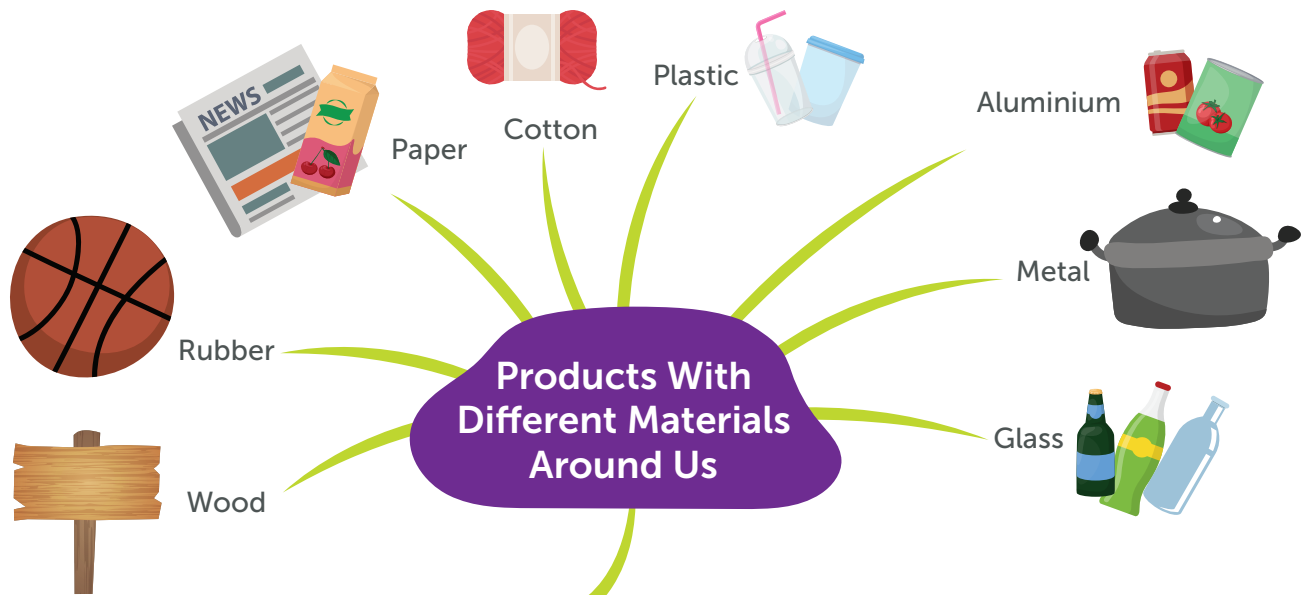 Cotton
Plastic
Aluminium
NEWS
Paper
Metal
Rubber
Products With
Different Materials
Around Us
Glass
Wood